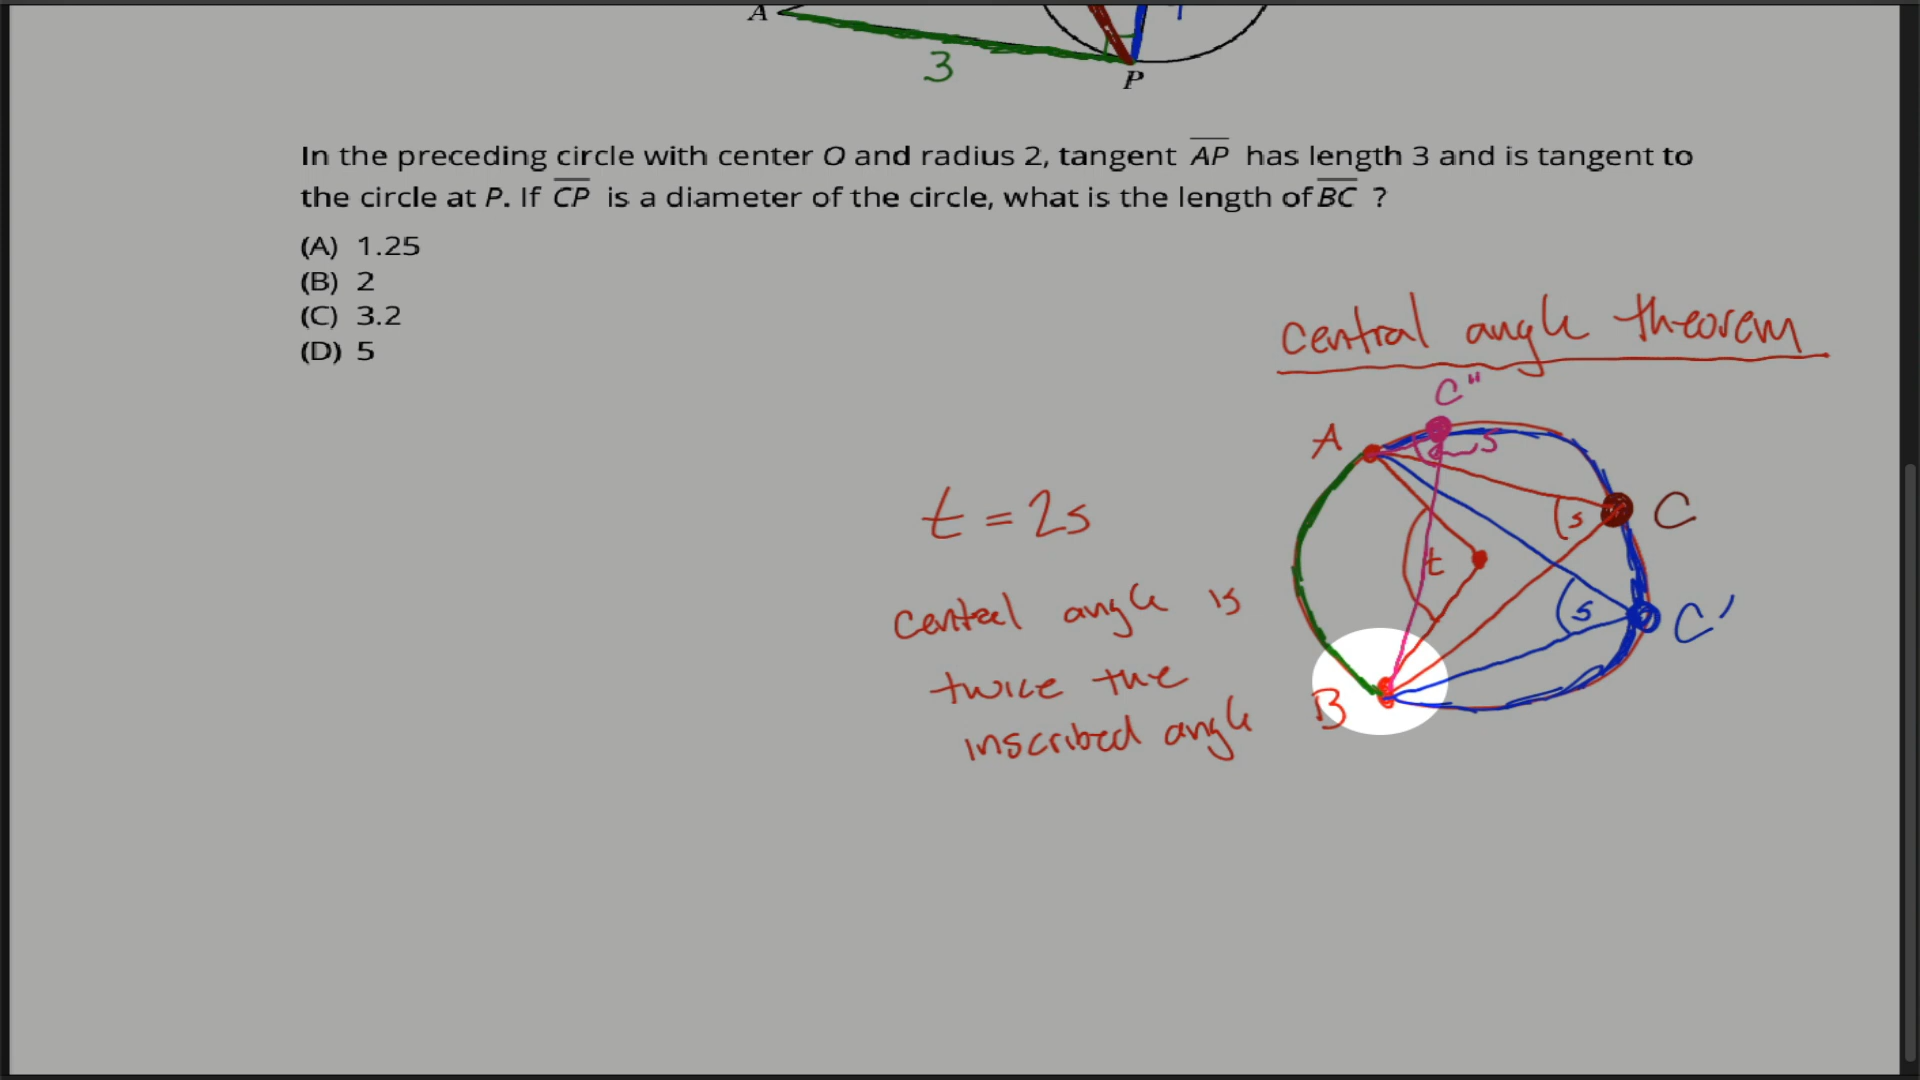 A
3
P
In the preceding circle with center O and radius 2, tangent AP has length 3 and is tangent to
the circle at P. If CP is a diameter of the circle, what is the length of BC ?
(A) 1.25
(B) 2
(C) 3.2
(D) 5
central angle theorem
C"
A
s
t = 2s
s
C
t
central angle is
s
C'
twice the
B
inscribed angle